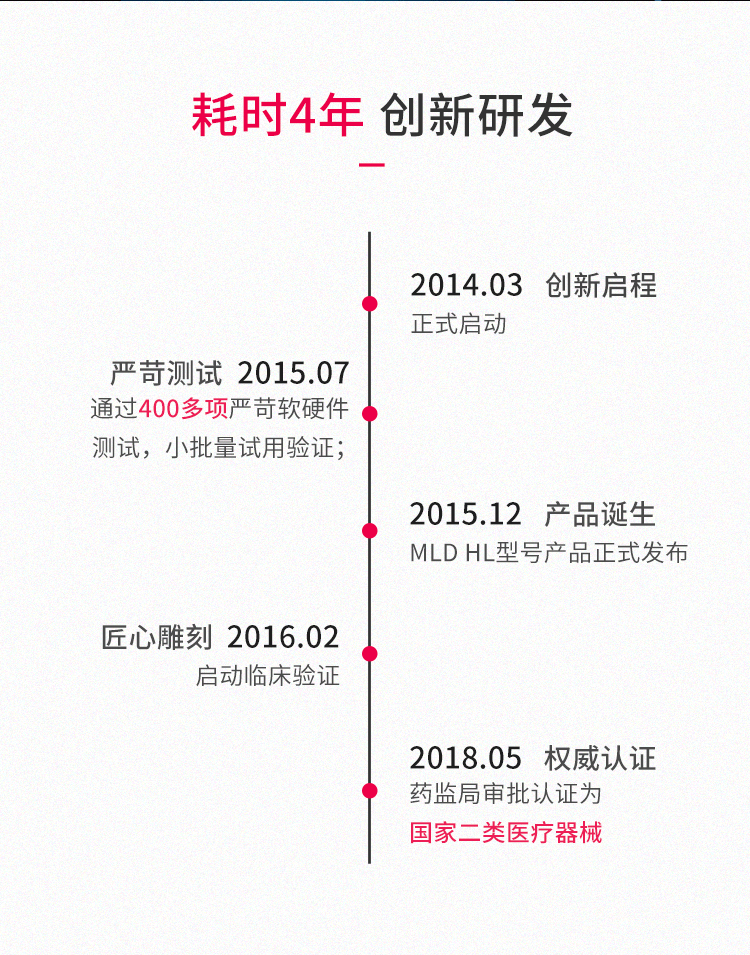 耗时4年 创新研发
2014.03 创新启程
正式启动
严苛测试 2015.07
通过400多项严苛软硬件
测试，小批量试用验证；
2015.12 产品诞生
MLD HL型号产品正式发布
匠心雕刻 2016.02
启动临床验证
2018.05 权威认证
药监局审批认证为
国家二类医疗器械